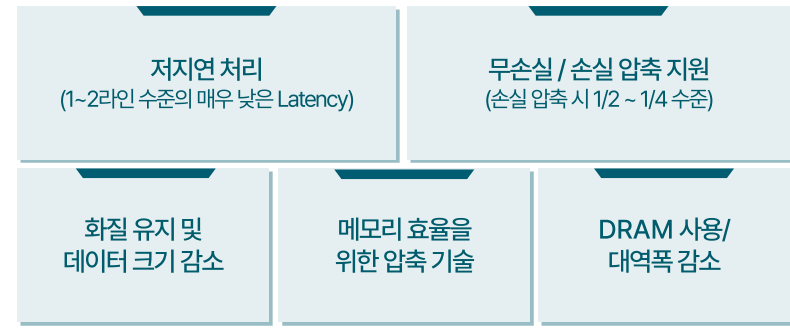 저지연 처리
(1~2라인 수준의 매우 낮은 Latency)
무손실 / 손실 압축 지원
(손실 압축 시 1/2 ~ 1/4 수준)
화질 유지 및
데이터 크기 감소
메모리 효율을
위한 압축 기술
DRAM 사용/
대역폭 감소